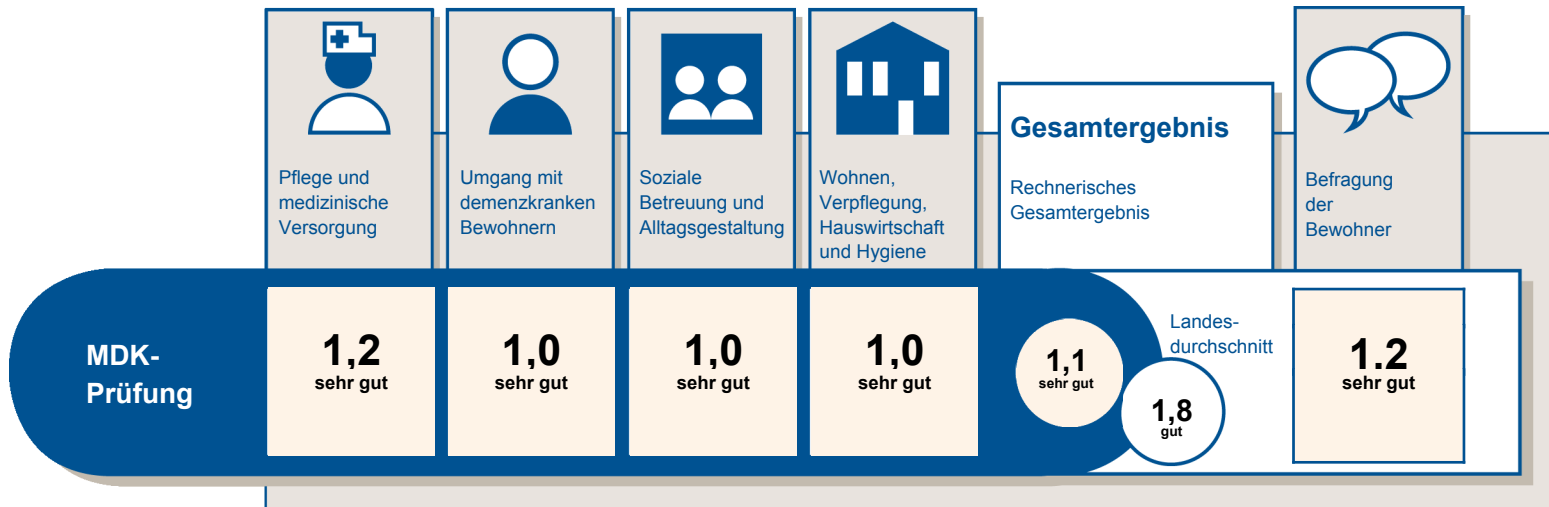 Pflege und
medizinische
Versorgung
Umgang mit
demenzkranken
Bewohnern
Soziale
Betreuung und
Alltagsgestaltung
Wohnen,
Verpflegung,
Hauswirtschaft
und Hygiene
Gesamtergebnis
Rechnerisches
Gesamtergebnis
Befragung
der
Bewohner
MDK-
Prüfung
1,2
sehr gut
1,0
sehr gut
1,0
sehr gut
1,0
sehr gut
1,1
sehr gut
Landes-
durchschnitt
1,8
gut
1.2
sehr gut